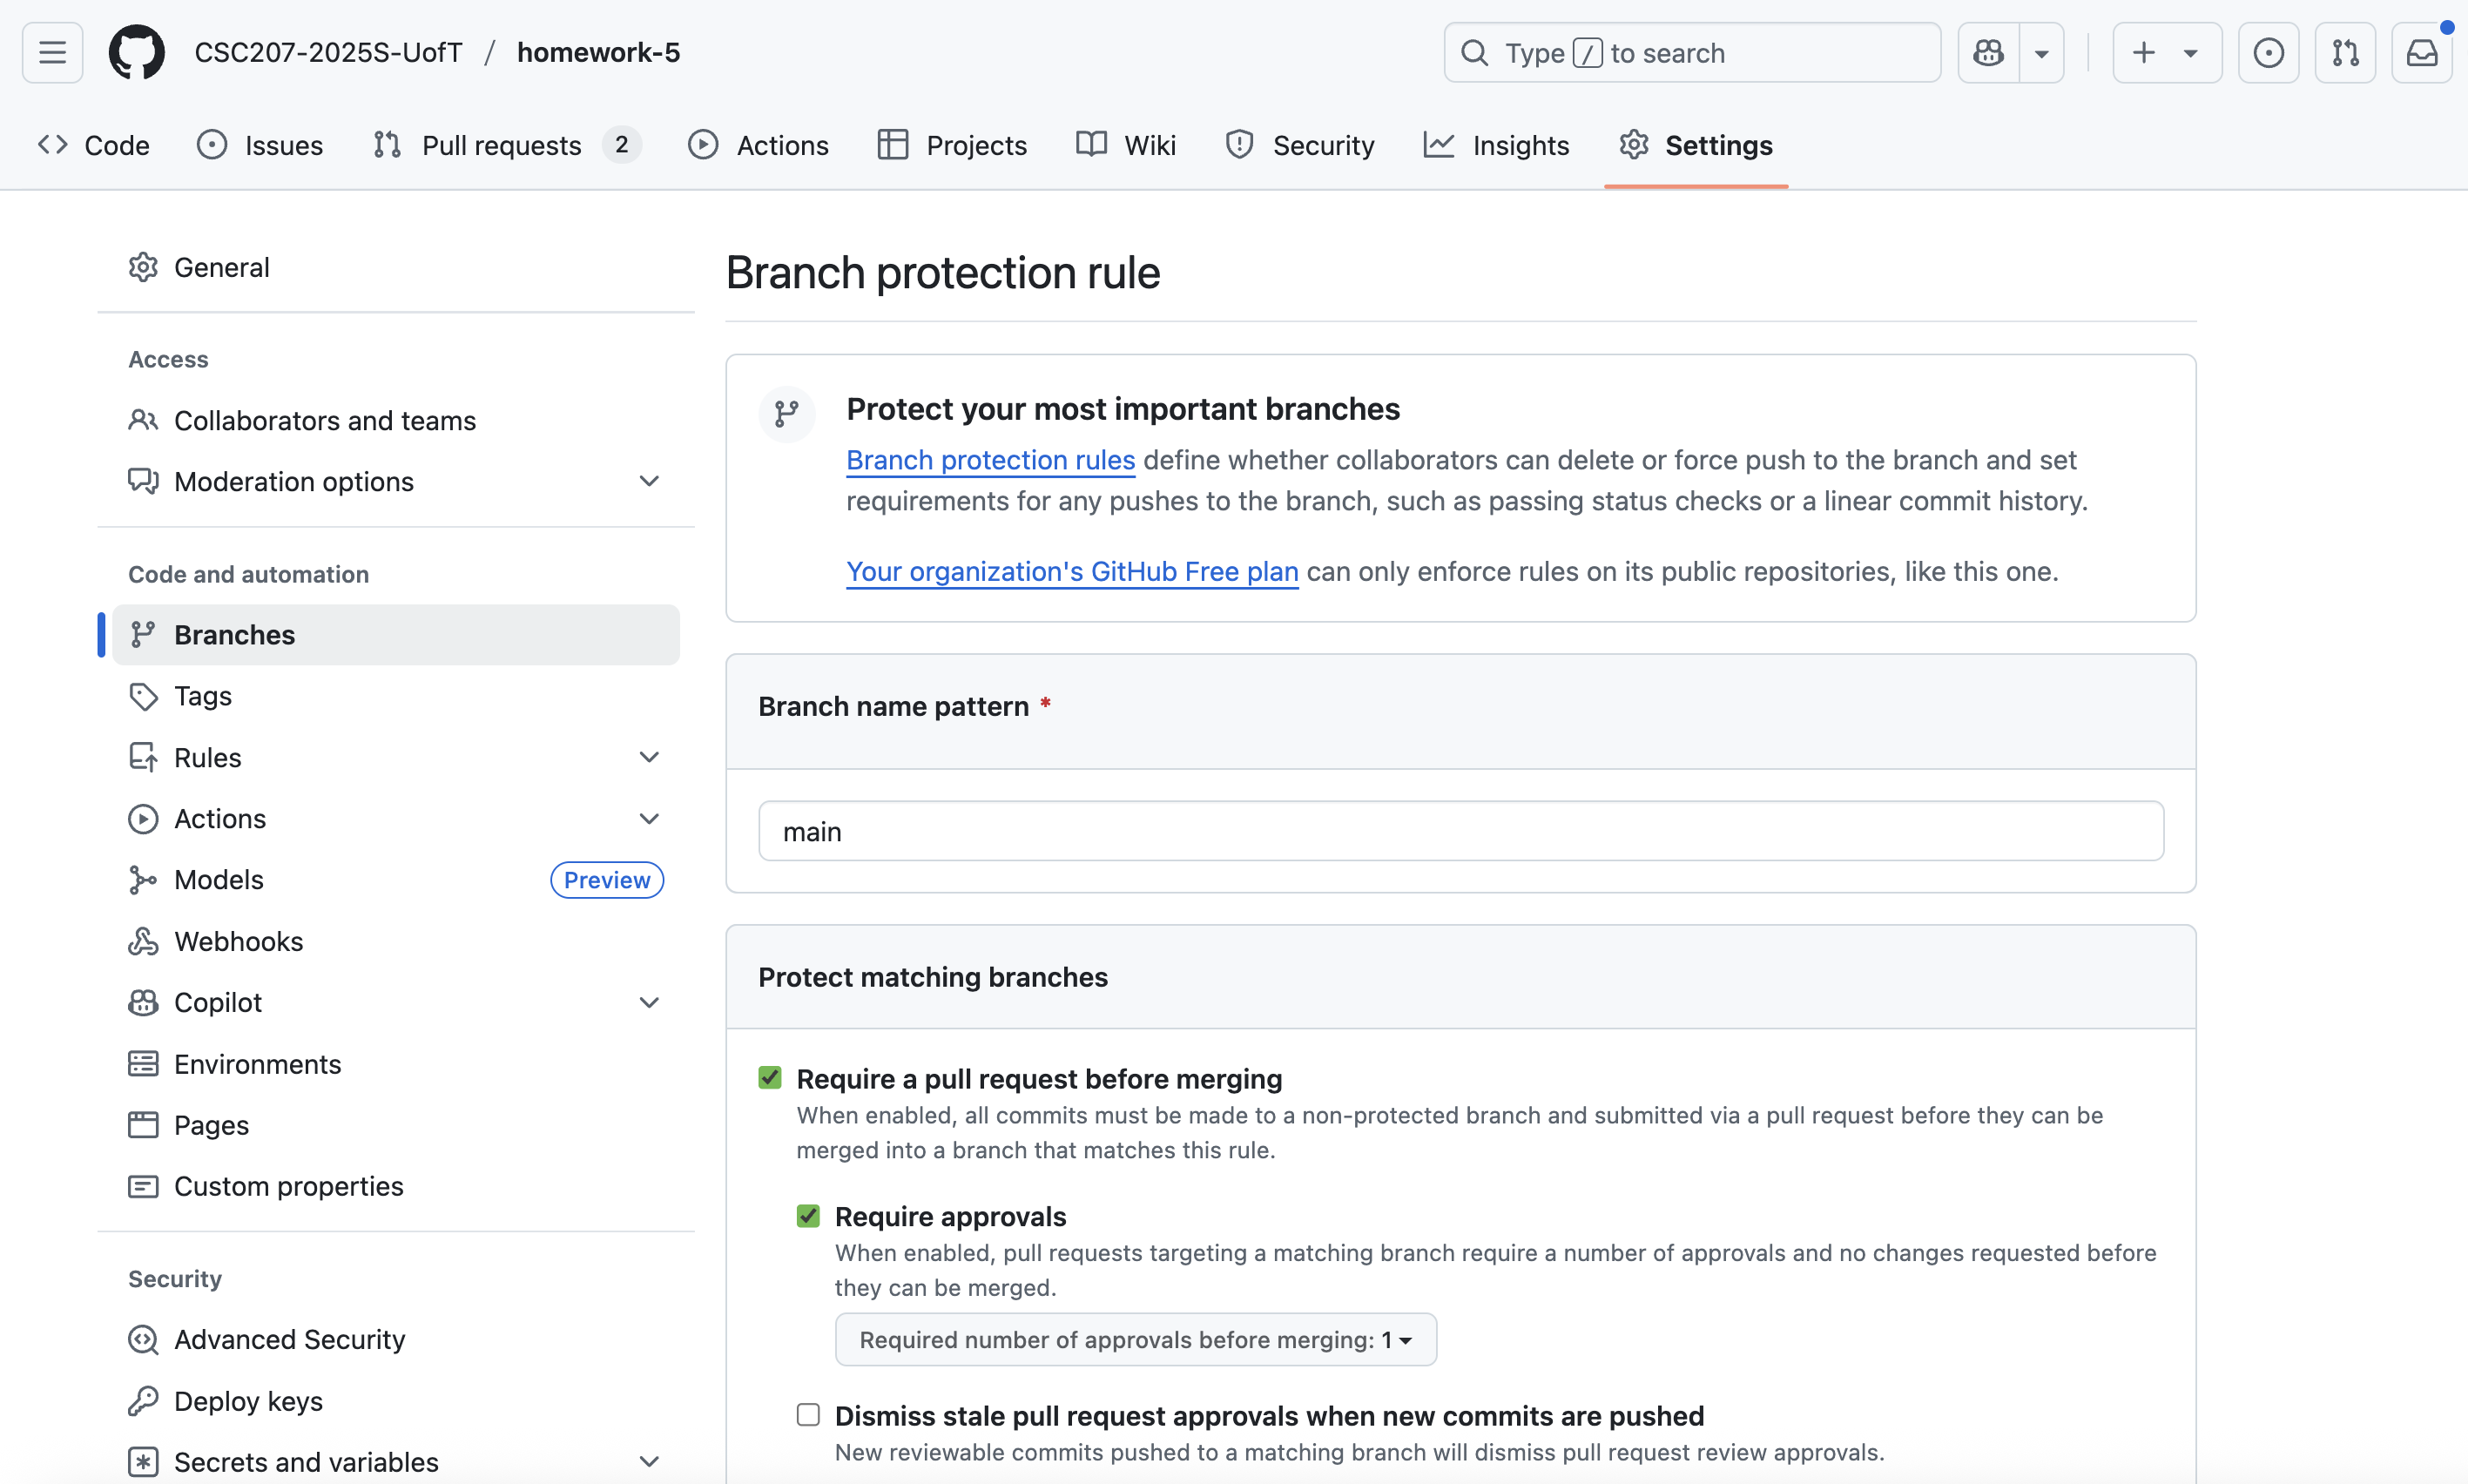 CSC207-2025S-UofT / homework-5
Type / to search
Code
Issues
Pull requests 2
Actions
Projects
Wiki
Security
Insights
Settings
General
Access
Collaborators and teams
Moderation options
Code and automation
Branches
Tags
Rules
Actions
Models Preview
Webhooks
Copilot
Environments
Pages
Custom properties
Security
Advanced Security
Deploy keys
Secrets and variables
Branch protection rule
Protect your most important branches
Branch protection rules define whether collaborators can delete or force push to the branch and set
requirements for any pushes to the branch, such as passing status checks or a linear commit history.
Your organization's GitHub Free plan can only enforce rules on its public repositories, like this one.
Branch name pattern *
main
Protect matching branches
Require a pull request before merging
When enabled, all commits must be made to a non-protected branch and submitted via a pull request before they can be
merged into a branch that matches this rule.
Require approvals
When enabled, pull requests targeting a matching branch require a number of approvals and no changes requested before
they can be merged.
Required number of approvals before merging: 1
Dismiss stale pull request approvals when new commits are pushed
New reviewable commits pushed to a matching branch will dismiss pull request review approvals.